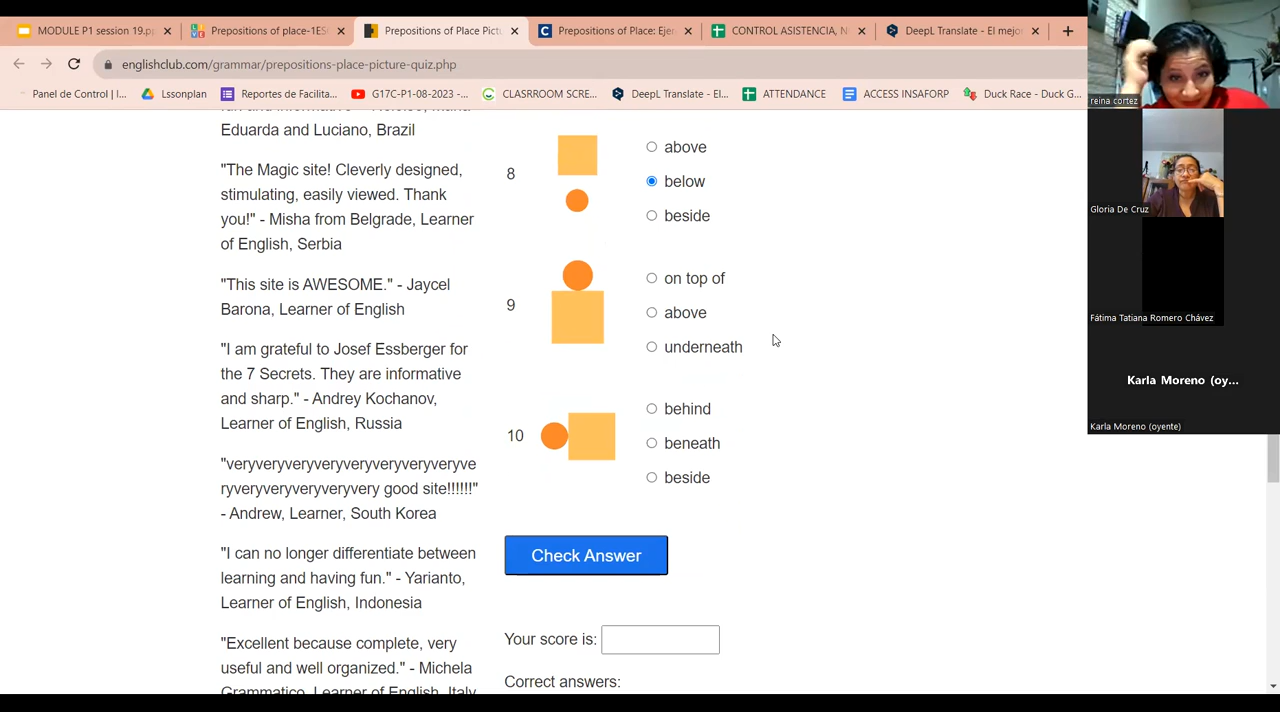 MODULE P1 session 19.p
Prepositions of place-1ES
Prepositions of Place Pict
Prepositions of Place: Ejer
CONTROL ASISTENCIA, N
DeepL Translate - El mejo
englishclub.com/grammar/prepositions-place-picture-quiz.php
Panel de Control | I...
Lssonplan
Reportes de Facilita...
G17C-P1-08-2023 -...
CLASSROOM SCRE...
DeepL Translate - El...
ATTENDANCE
ACCESS INSAFORP
Duck Race - Duck G...
Eduarda and Luciano, Brazil
"The Magic site! Cleverly designed,
stimulating, easily viewed. Thank
you!" - Misha from Belgrade, Learner
of English, Serbia
"This site is AWESOME." - Jaycel
Barona, Learner of English
"I am grateful to Josef Essberger for
the 7 Secrets. They are informative
and sharp." - Andrey Kochanov,
Learner of English, Russia
"veryveryveryveryveryveryveryveryve
ryveryveryveryveryvery good site!!!!!!"
- Andrew, Learner, South Korea
"I can no longer differentiate between
learning and having fun." - Yarianto,
Learner of English, Indonesia
"Excellent because complete, very
useful and well organized." - Michela
Grammatico, Learner of English, Italy
8
above
below
beside
9
on top of
above
underneath
10
behind
beneath
beside
Check Answer
Your score is:
Correct answers:
reina cortez
Gloria De Cruz
Fátima Tatiana Romero Chávez
Karla Moreno (oy...
Karla Moreno (oyente)